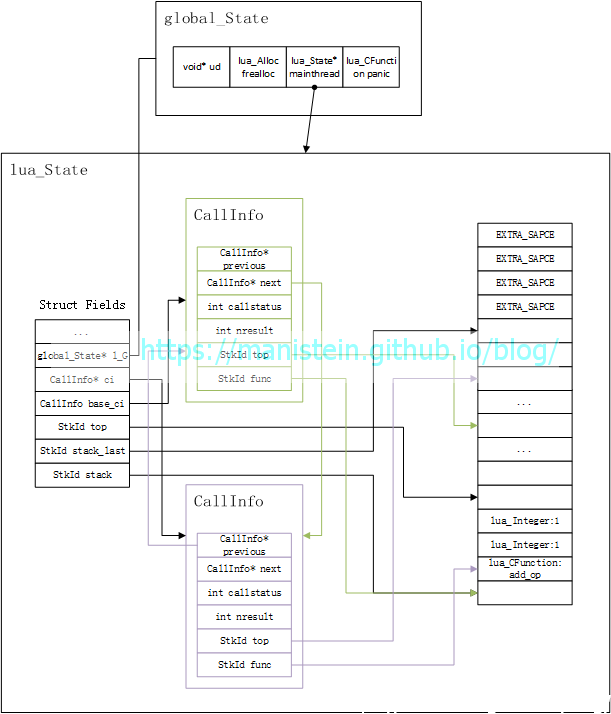 global_State
void* ud
lua_Alloc
frealloc
lua_State*
mainthread
lua_CFuncti
on panic
lua_State
CallInfo
CallInfo*
previous
CallInfo* next
int callstatus
int nresult
StkId top
StkId func
Struct Fields
...
global_State* l_G
CallInfo* ci
CallInfo base_ci
StkId top
StkId stack_last
StkId stack
https://manistein.github.io/blog/
CallInfo
CallInfo*
previous
CallInfo* next
int callstatus
int nresult
StkId top
StkId func
EXTRA_SAPCE
EXTRA_SAPCE
EXTRA_SAPCE
EXTRA_SAPCE
...
...
lua_Integer:1
lua_Integer:1
lua_CFunction:
add_op